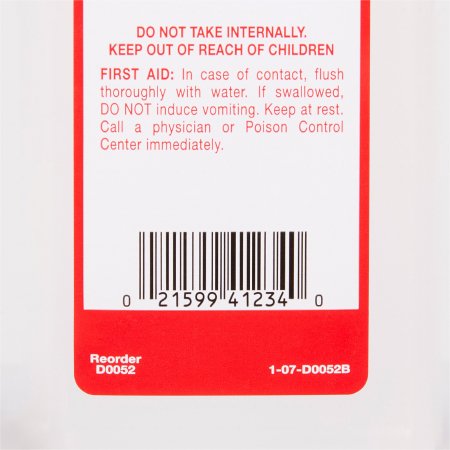 DO NOT TAKE INTERNALLY.
KEEP OUT OF REACH OF CHILDREN
FIRST AID: In case of contact, flush
thoroughly with water. If swallowed,
DO NOT induce vomiting. Keep at rest.
Call a physician or Poison Control
Center immediately.
0 21599 41234 0
Reorder
D0052
1-07-D0052B